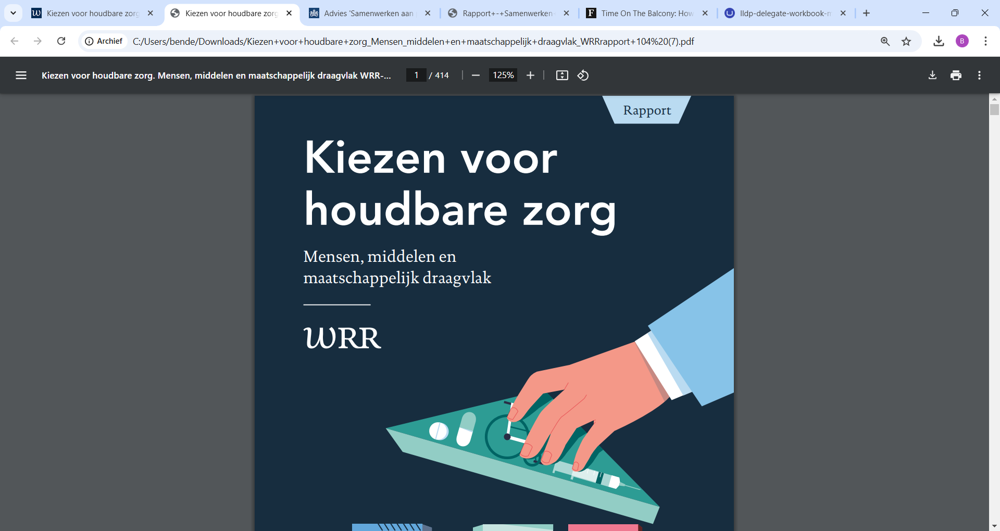 Kiezen voor houdbare zorg
Kiezen voor houdbare zorg
Advies 'Samenwerken aan
Rapport+-+Samenwerken
Time On The Balcony: How
lldp-delegate-workbook-n
Archief
C:/Users/bende/Downloads/Kiezen+voor+houdbare+zorg_Mensen_middelen+en+maatschappelijk+draagvlak_WRRrapport+104%20(7).pdf
B
Kiezen voor houdbare zorg. Mensen, middelen en maatschappelijk draagvlak WRR-...
1 / 414
125%
Rapport
Kiezen voor
houdbare zorg
Mensen, middelen en
maatschappelijk draagvlak
WRR